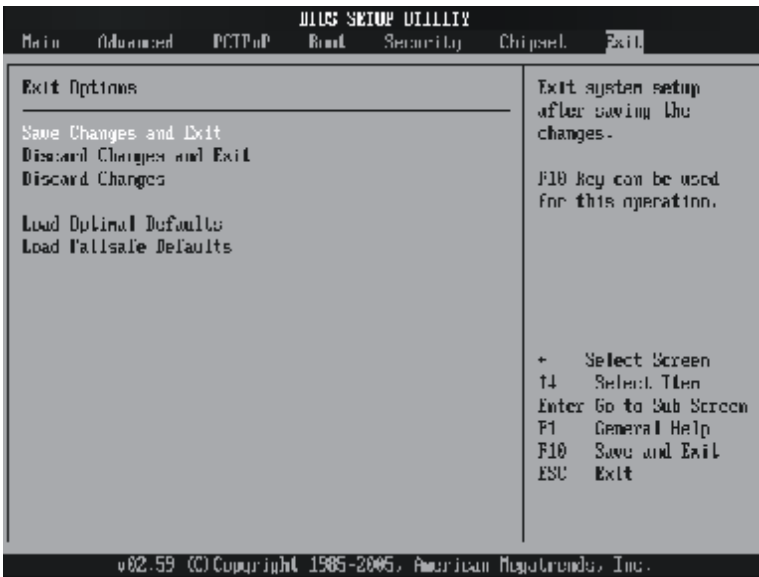 BIOS SETUP UTILITY
Main Advanced PCIPnP Boot Security Chipset Exit
Exit Options
Save Changes and Exit
Discard Changes and Exit
Discard Changes
Load Optimal Defaults
Load Failsafe Defaults
Exit system setup
after saving the
changes.
F10 Key can be used
for this operation.
← Select Screen
↑↓ Select Item
Enter Go to Sub Screen
F1 General Help
F10 Save and Exit
ESC Exit
v02.59 (C)Copyright 1985-2005, American Megatrends, Inc.